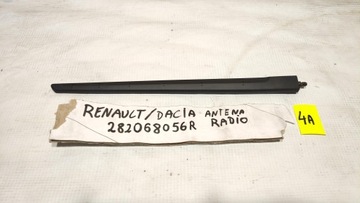 RENAULT/DACIA ANTENA
282068056R RADIO
4A